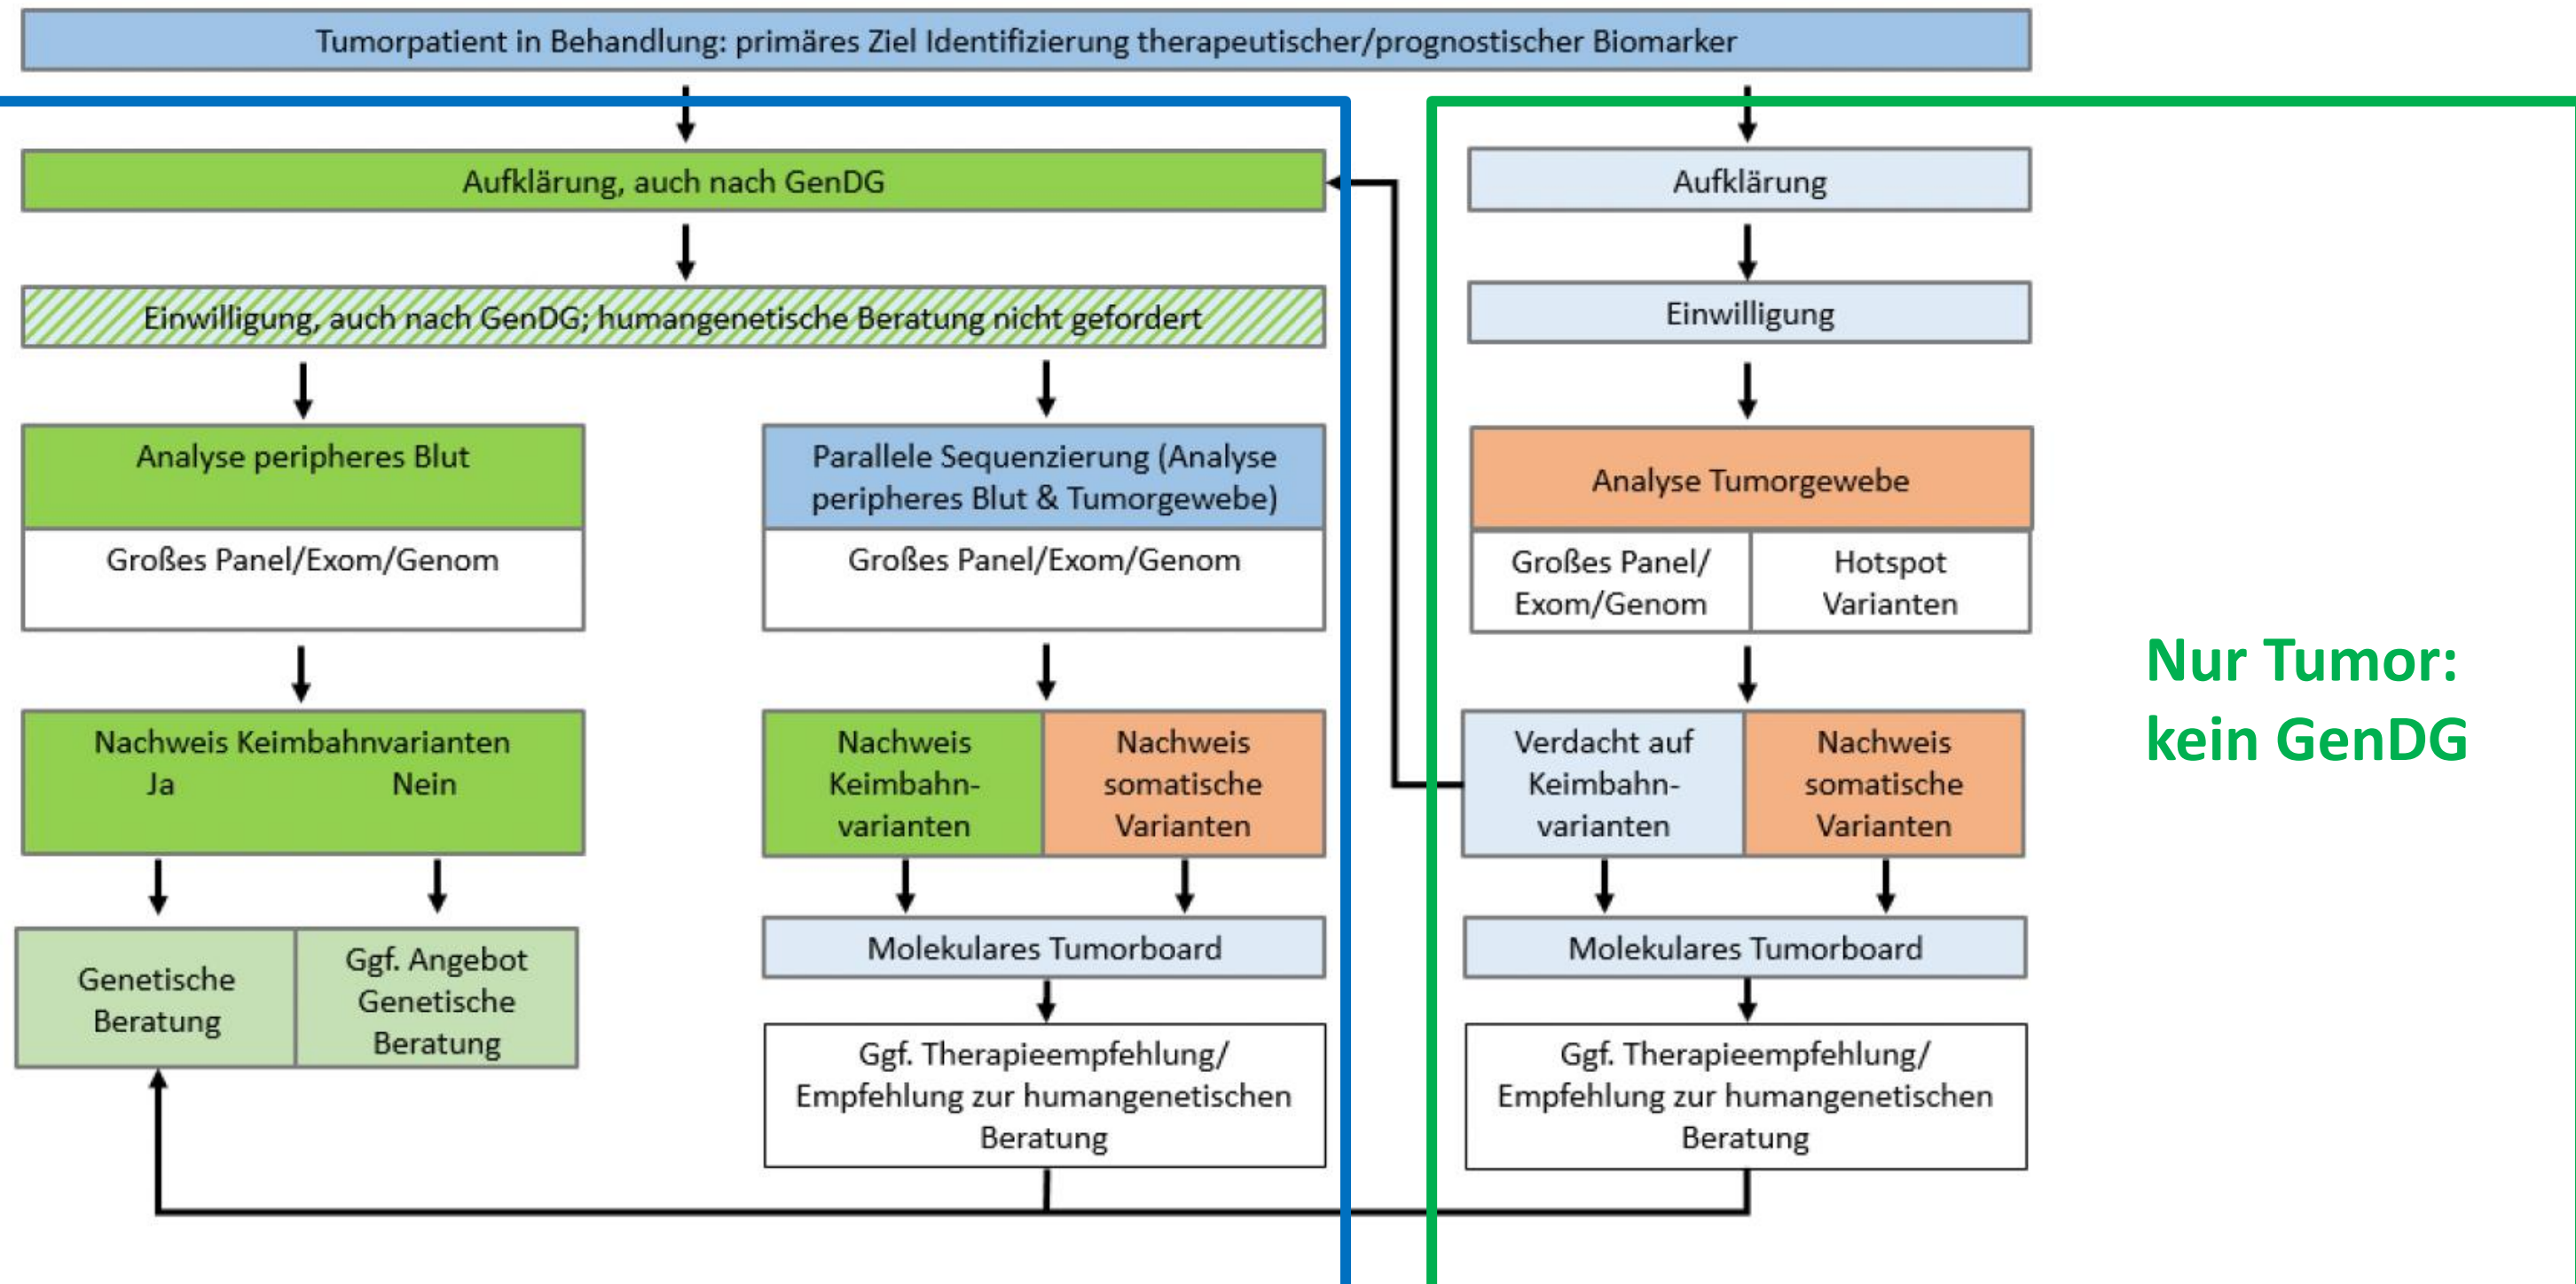 Tumorpatient in Behandlung: primäres Ziel Identifizierung therapeutischer/prognostischer Biomarker
Aufklärung, auch nach GenDG
Einwilligung, auch nach GenDG; humangenetische Beratung nicht gefordert
Analyse peripheres Blut
Großes Panel/Exom/Genom
Nachweis Keimbahnvarianten
Ja
Nein
Genetische
Beratung
Ggf. Angebot
Genetische
Beratung
Parallele Sequenzierung (Analyse
peripheres Blut & Tumorgewebe)
Großes Panel/Exom/Genom
Nachweis
Keimbahn-
varianten
Nachweis
somatische
Varianten
Molekulares Tumorboard
Ggf. Therapieempfehlung/
Empfehlung zur humangenetischen
Beratung
Aufklärung
Einwilligung
Analyse Tumorgewebe
Großes Panel/
Exom/Genom
Hotspot
Varianten
Verdacht auf
Keimbahn-
varianten
Nachweis
somatische
Varianten
Molekulares Tumorboard
Ggf. Therapieempfehlung/
Empfehlung zur humangenetischen
Beratung
Nur Tumor:
kein GenDG